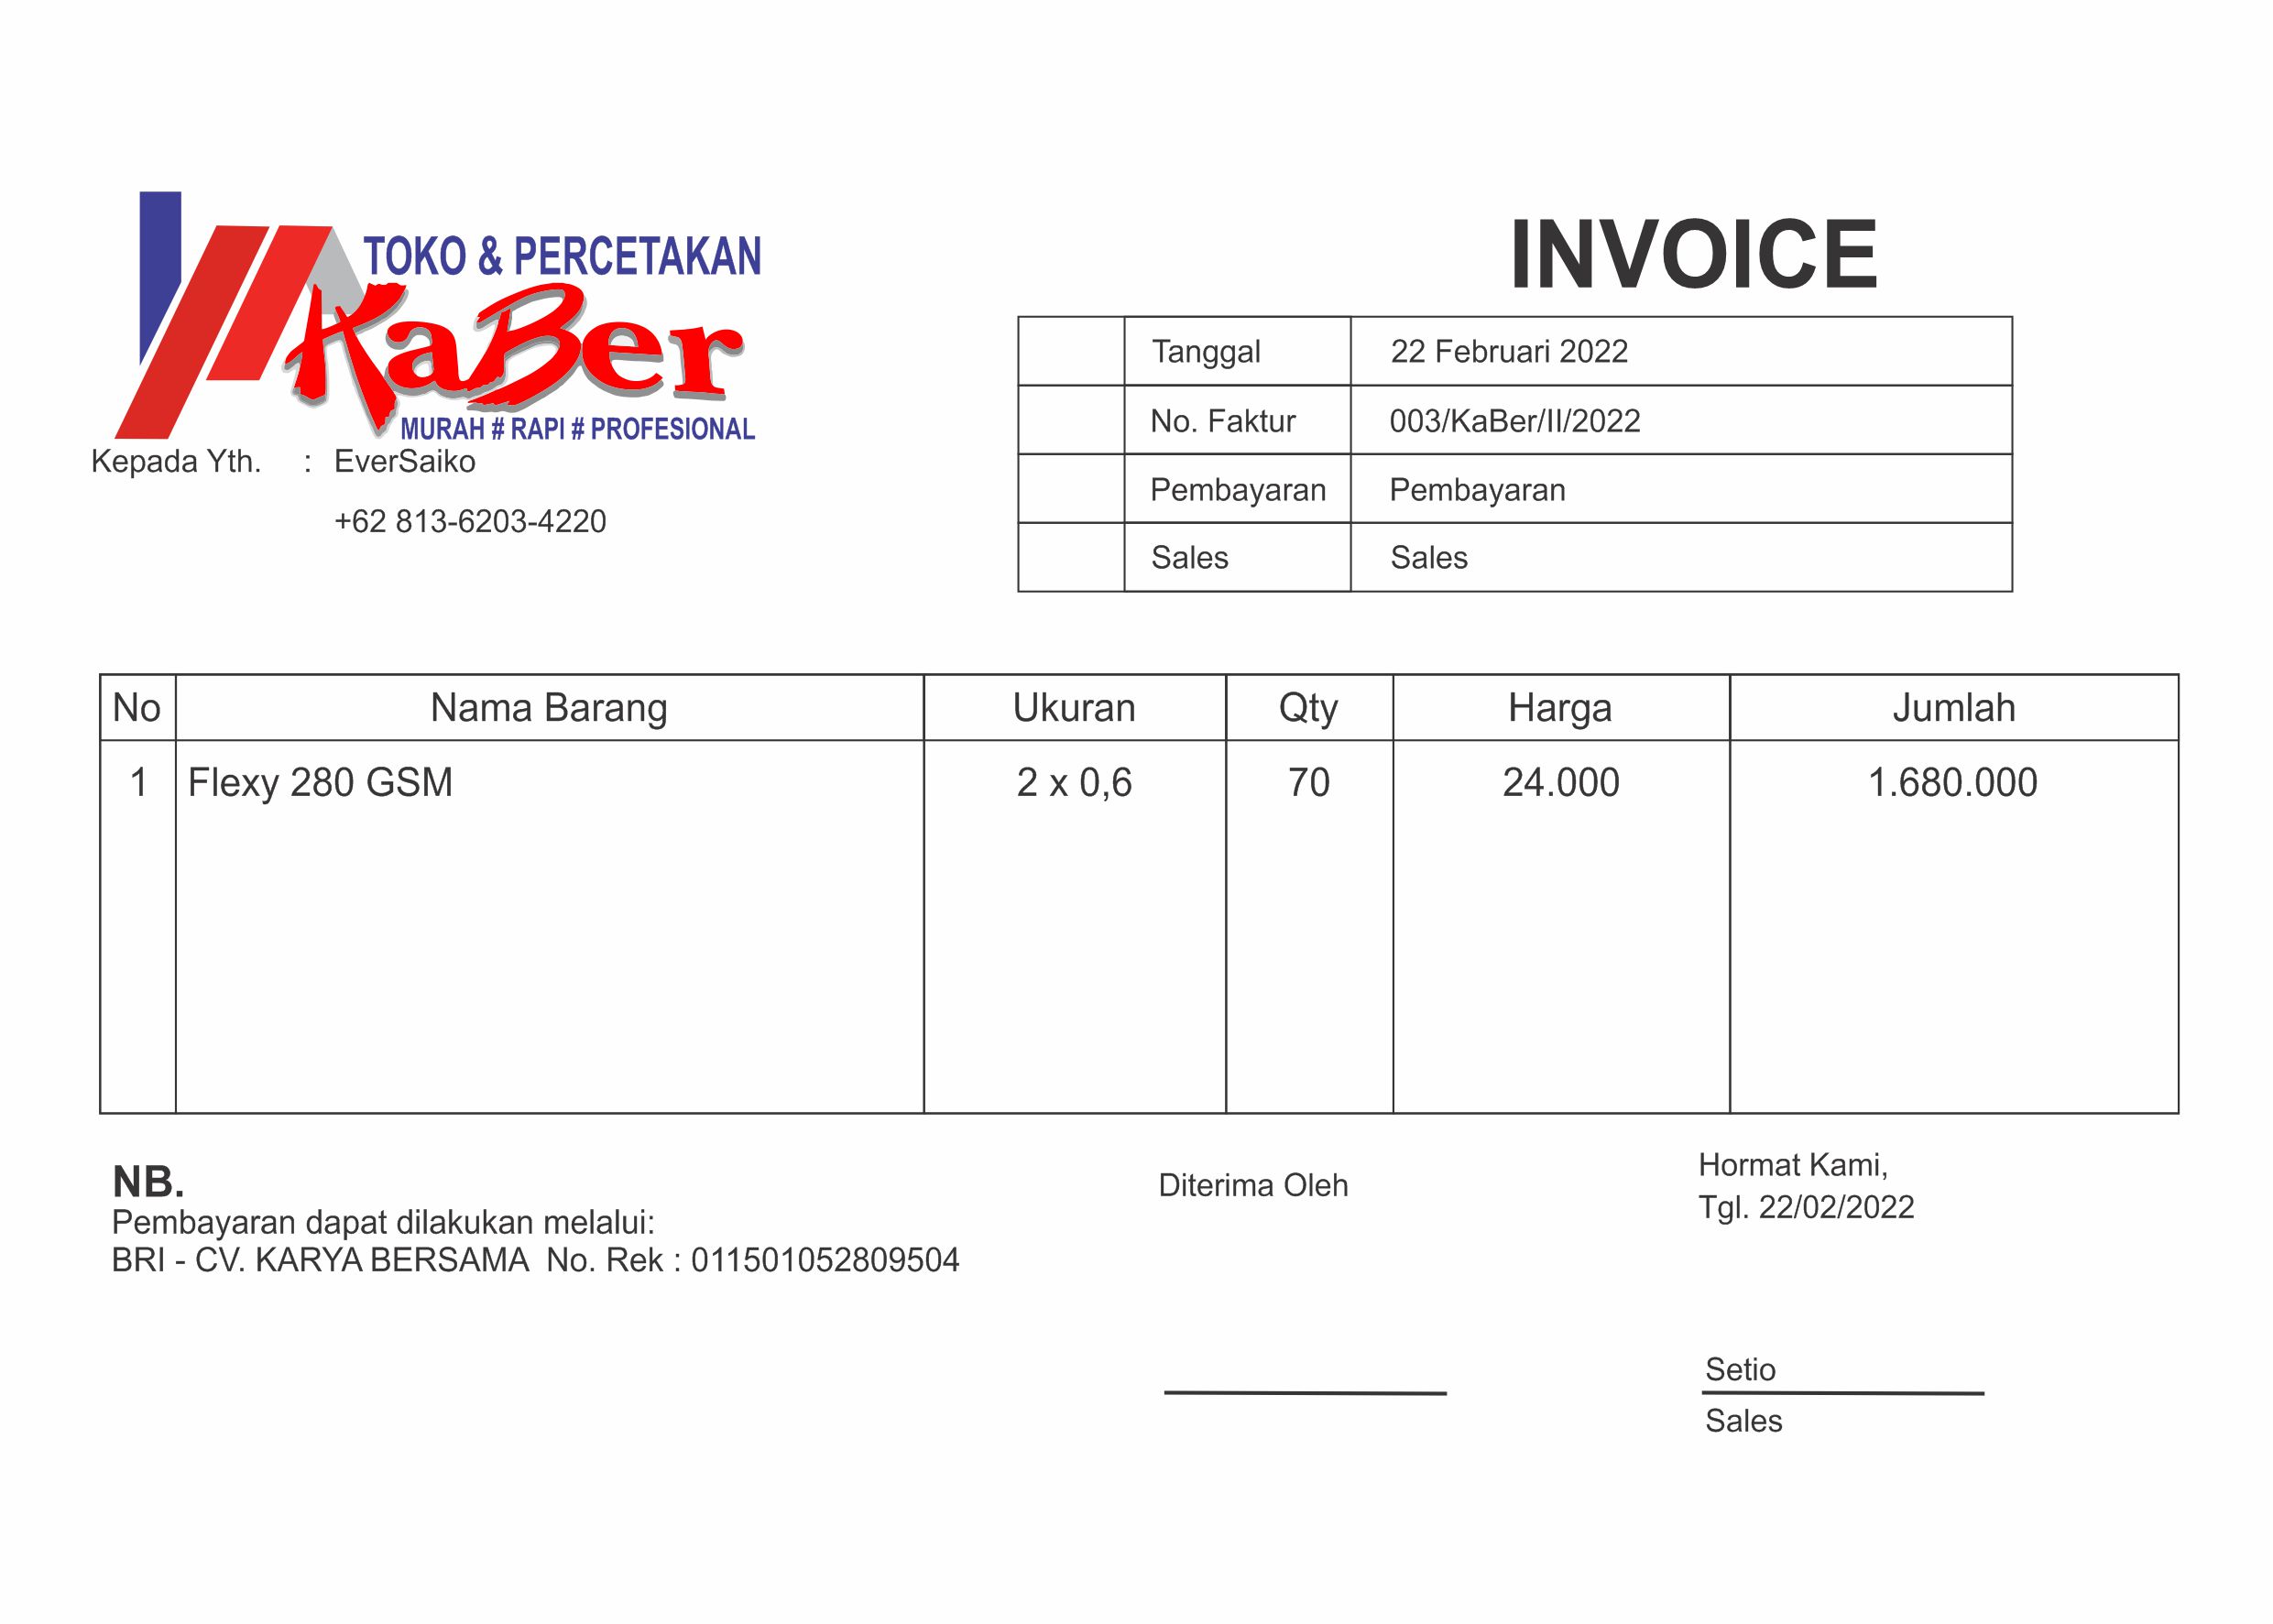 TOKO & PERCETAKAN
KaBer
MURAH # RAPI # PROFESIONAL
Kepada Yth. : EverSaiko
+62 813-6203-4220
INVOICE
Tanggal 22 Februari 2022
No. Faktur 003/KaBer/II/2022
Pembayaran Pembayaran
Sales Sales
No Nama Barang Ukuran Qty Harga Jumlah
1 Flexy 280 GSM 2 x 0,6 70 24.000 1.680.000
NB.
Pembayaran dapat dilakukan melalui:
BRI - CV. KARYA BERSAMA No. Rek : 011501052809504
Diterima Oleh
Hormat Kami,
Tgl. 22/02/2022
Setio
Sales